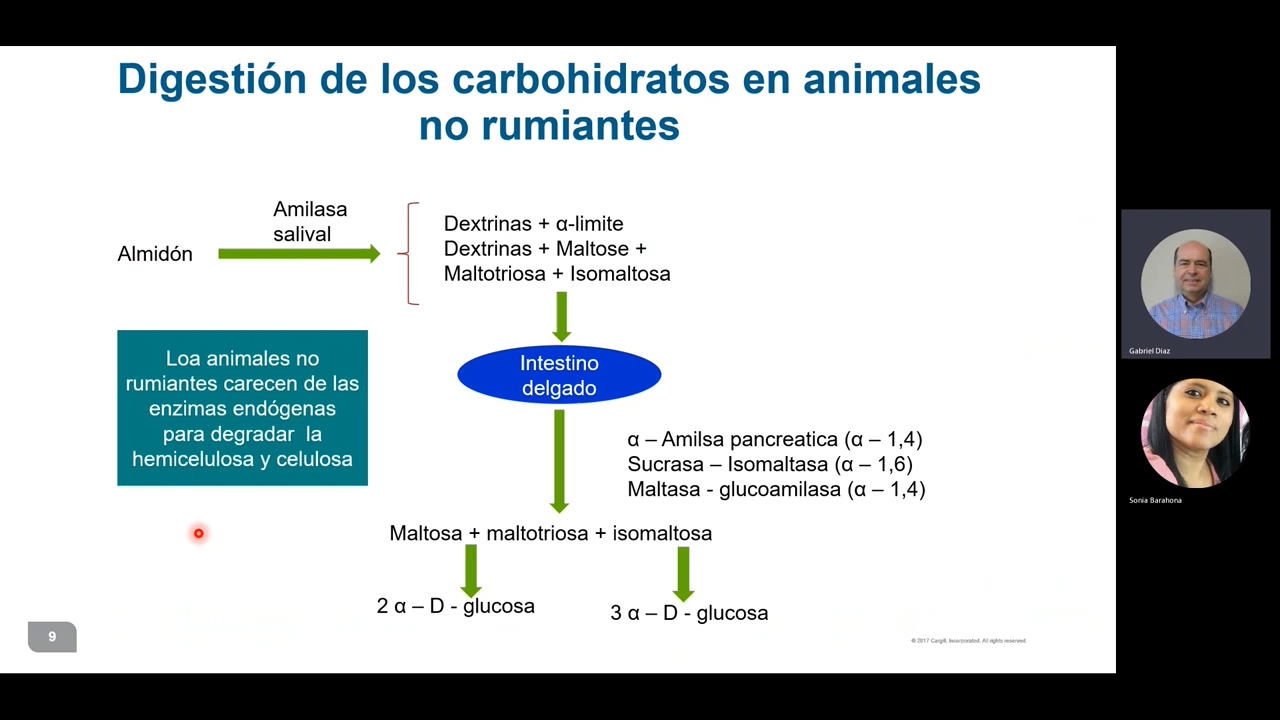 Digestión de los carbohidratos en animales
no rumiantes
Amilasa
salival
Almidón
Dextrinas + α-limite
Dextrinas + Maltose +
Maltotriosa + Isomaltosa
Loa animales no
rumiantes carecen de las
enzimas endógenas
para degradar la
hemicelulosa y celulosa
Intestino
delgado
α – Amilsa pancreatica (α – 1,4)
Sucrasa – Isomaltasa (α – 1,6)
Maltasa - glucoamilasa (α – 1,4)
Maltosa + maltotriosa + isomaltosa
2 α – D - glucosa
3 α – D - glucosa
9
© 2017 Cargill, Incorporated. All rights reserved.
Gabriel Diaz
Sonia Barahona